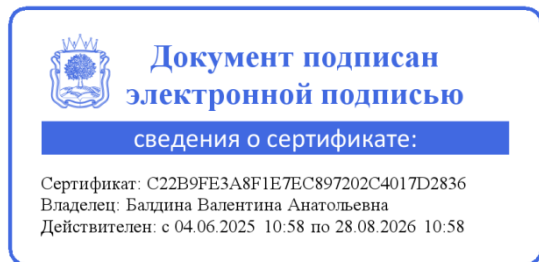 Документ подписан
электронной подписью
сведения о сертификате:
Сертификат: C22B9FE3A8F1E7EC897202C4017D2836
Владелец: Балдина Валентина Анатольевна
Действителен: с 04.06.2025 10:58 по 28.08.2026 10:58